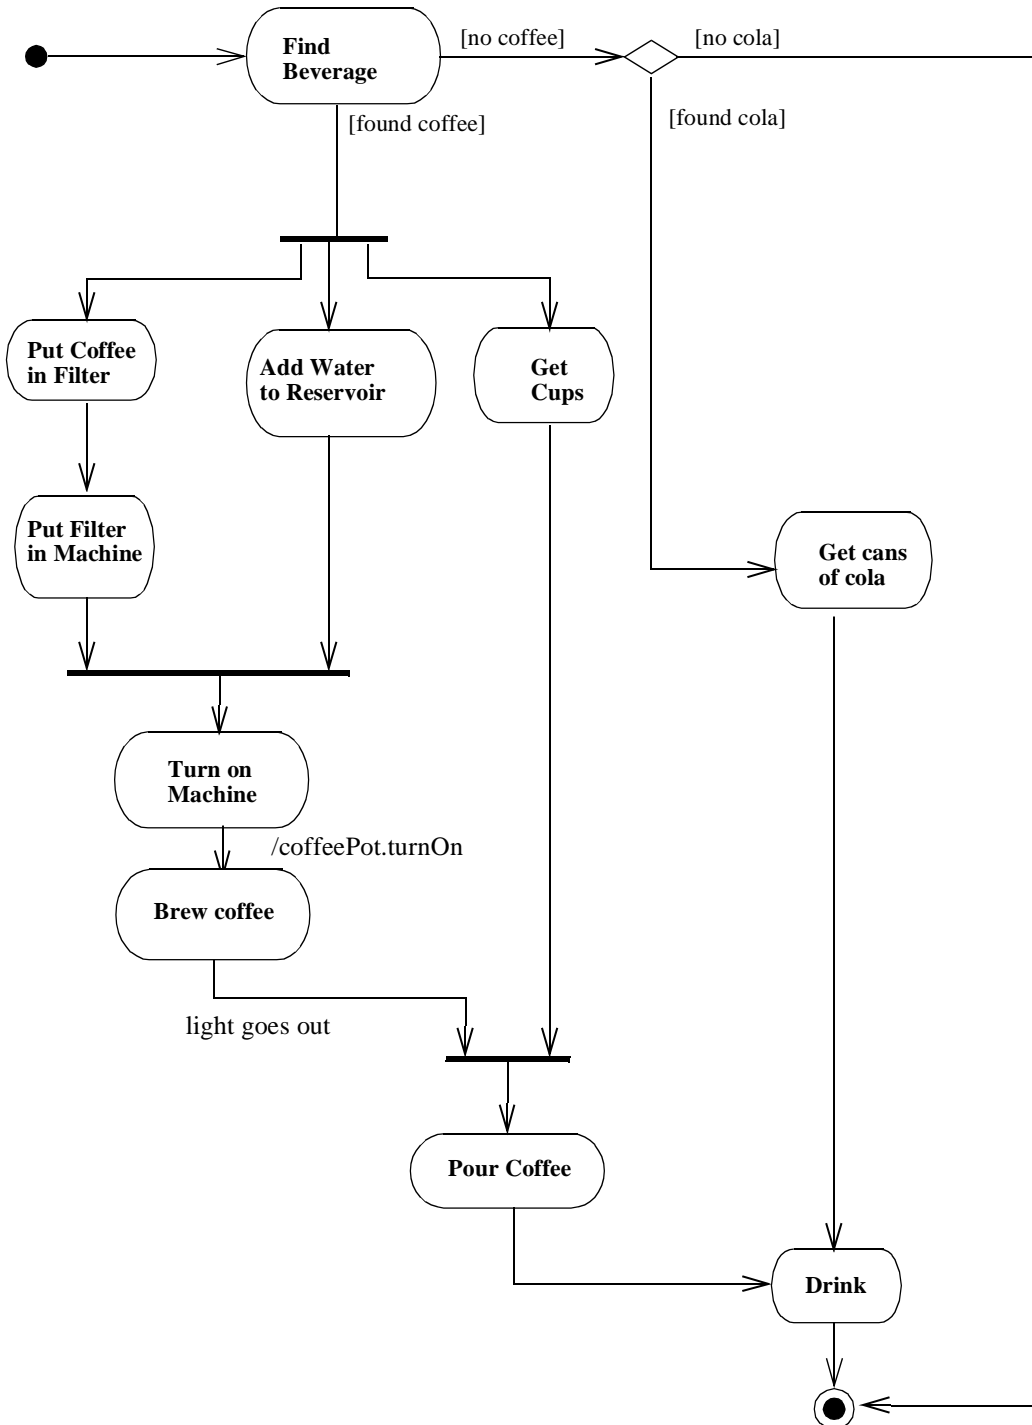 Find
Beverage
[no coffee]
[no cola]
[found coffee]
[found cola]
Put Coffee
in Filter
Add Water
to Reservoir
Get
Cups
Put Filter
in Machine
Get cans
of cola
Turn on
Machine
/coffeePot.turnOn
Brew coffee
light goes out
Pour Coffee
Drink